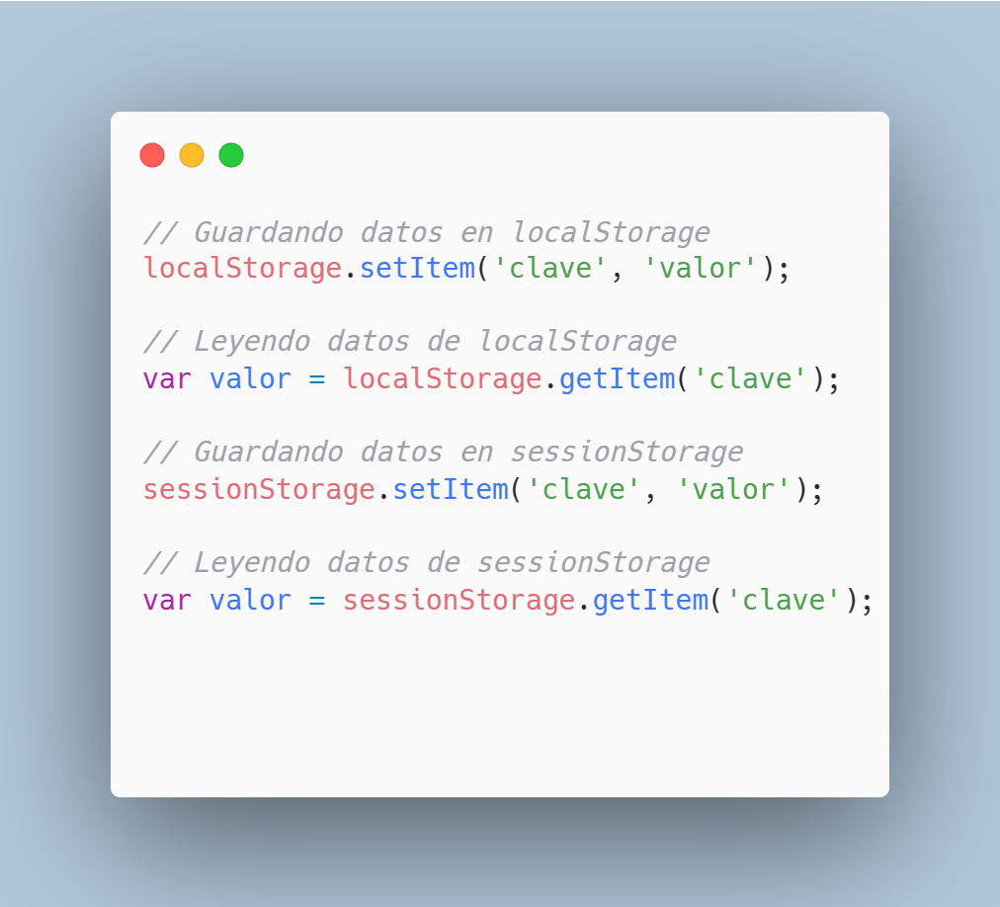 // Guardando datos en localStorage
localStorage.setItem('clave', 'valor');
// Leyendo datos de localStorage
var valor = localStorage.getItem('clave');
// Guardando datos en sessionStorage
sessionStorage.setItem('clave', 'valor');
// Leyendo datos de sessionStorage
var valor = sessionStorage.getItem('clave');